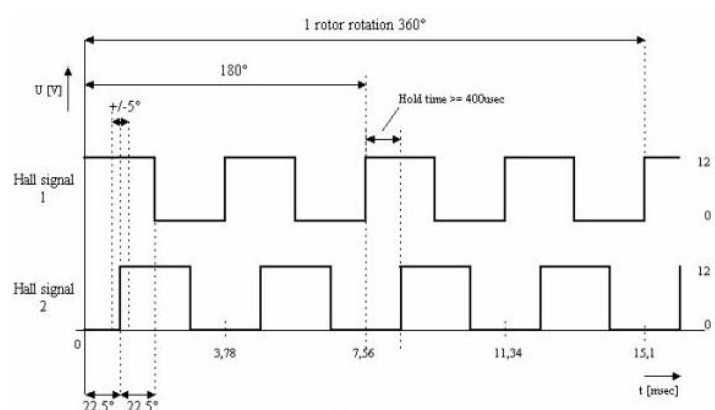 1 rotor rotation 360°
180°
U [V]
+/-5°
Hold time >= 400usec
Hall signal
1
12
0
Hall signal
2
12
0
0
3,78
7,56
11,34
15,1
t [msec]
22,5°
22,5°